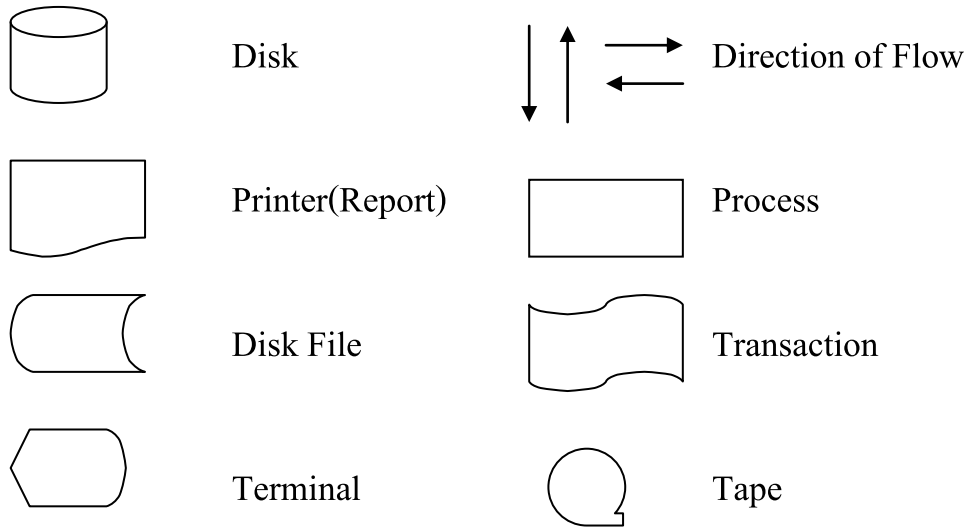 Disk
Direction of Flow
Printer(Report)
Process
Disk File
Transaction
Terminal
Tape